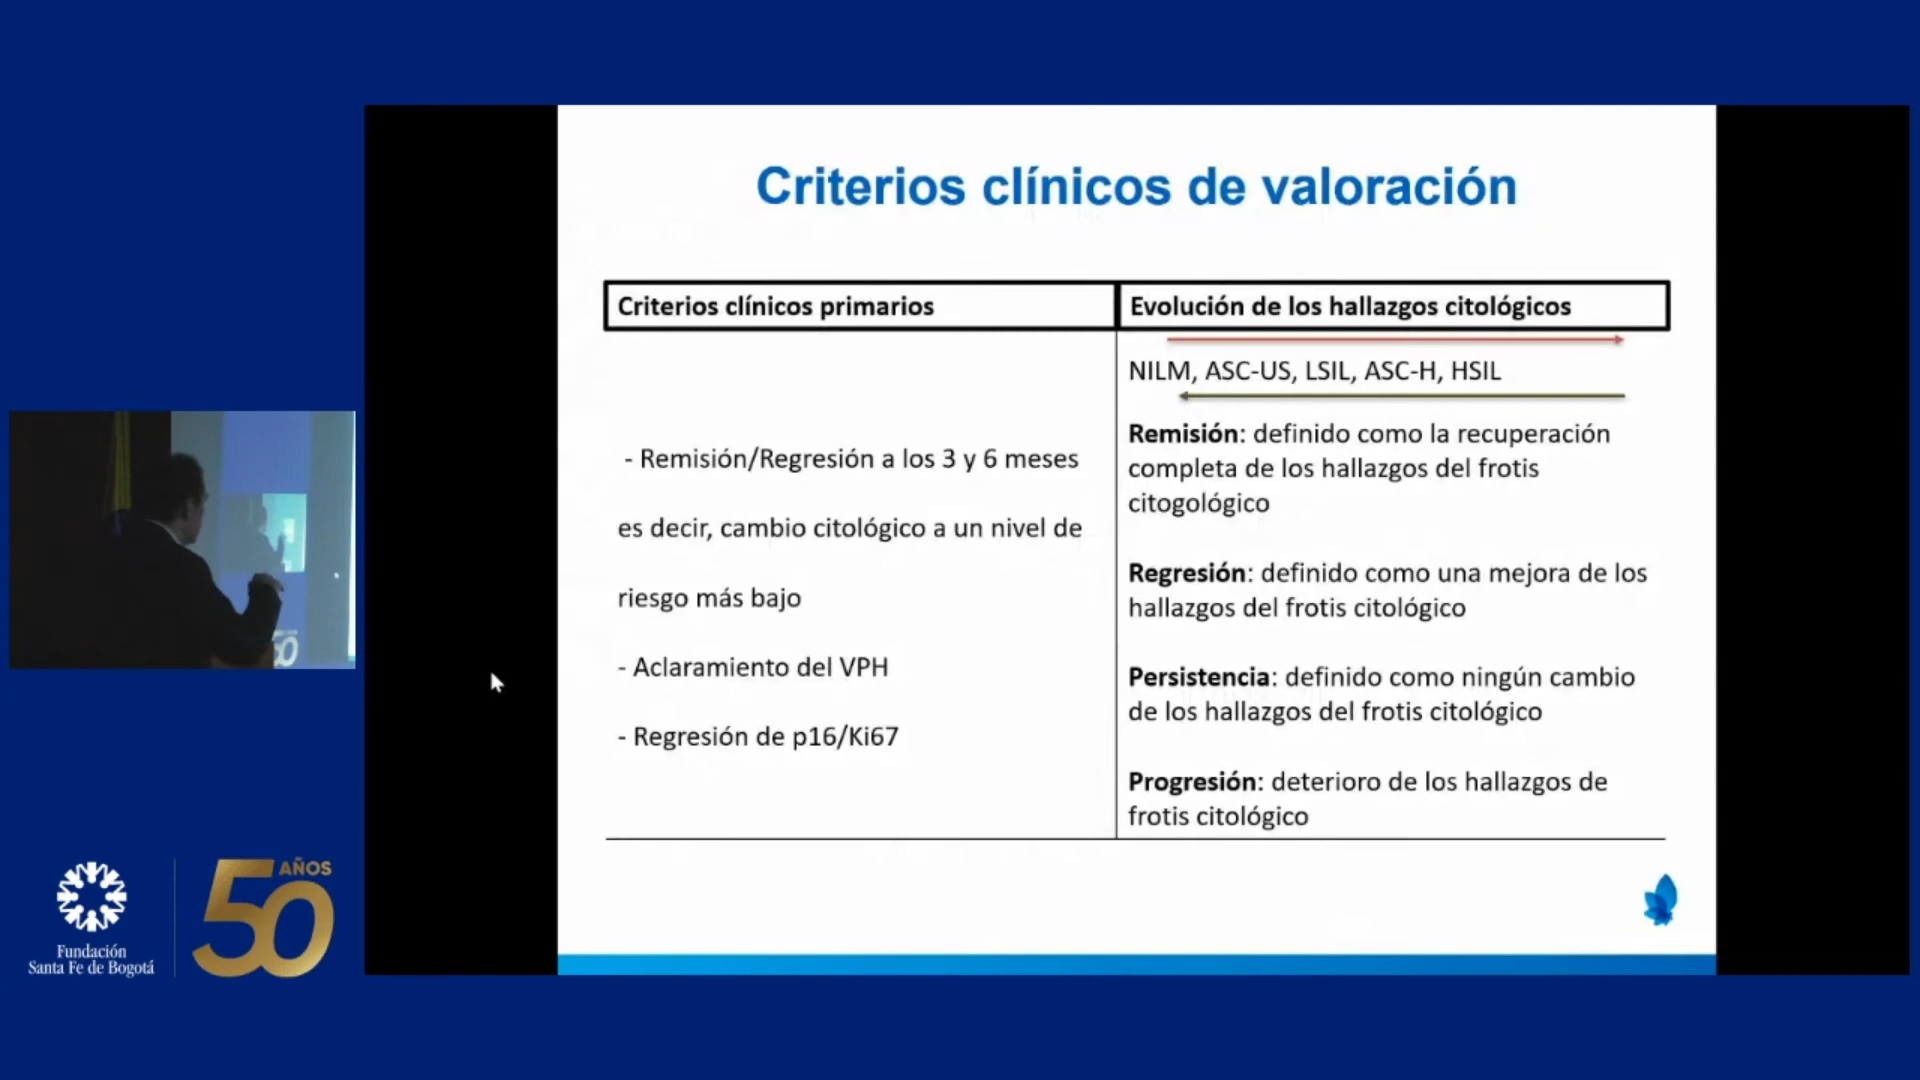 Criterios clínicos de valoración
Criterios clínicos primarios
Evolución de los hallazgos citológicos
- Remisión/Regresión a los 3 y 6 meses
es decir, cambio citológico a un nivel de
riesgo más bajo
- Aclaramiento del VPH
- Regresión de p16/Ki67
NILM, ASC-US, LSIL, ASC-H, HSIL
Remisión: definido como la recuperación
completa de los hallazgos del frotis
citogológico
Regresión: definido como una mejora de los
hallazgos del frotis citológico
Persistencia: definido como ningún cambio
de los hallazgos del frotis citológico
Progresión: deterioro de los hallazgos de
frotis citológico
Fundación
Santa Fe de Bogotá
50
AÑOS
50